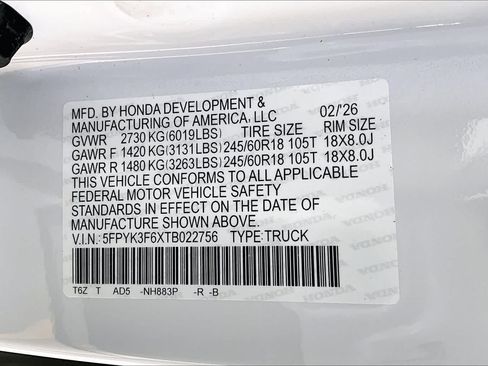 MFD. BY HONDA DEVELOPMENT &
MANUFACTURING OF AMERICA, LLC 02/'26
GVWR 2730 KG(6019LBS) TIRE SIZE RIM SIZE
GAWR F 1420 KG(3131LBS) 245/60R18 105T 18X8.0J
GAWR R 1480 KG(3263LBS) 245/60R18 105T 18X8.0J
THIS VEHICLE CONFORMS TO ALL APPLICABLE
FEDERAL MOTOR VEHICLE SAFETY
STANDARDS IN EFFECT ON THE DATE OF
MANUFACTURE SHOWN ABOVE.
V.I.N.: 5FPYK3F6XTB022756 TYPE:TRUCK
T6Z T AD5 -NH883P -R -B